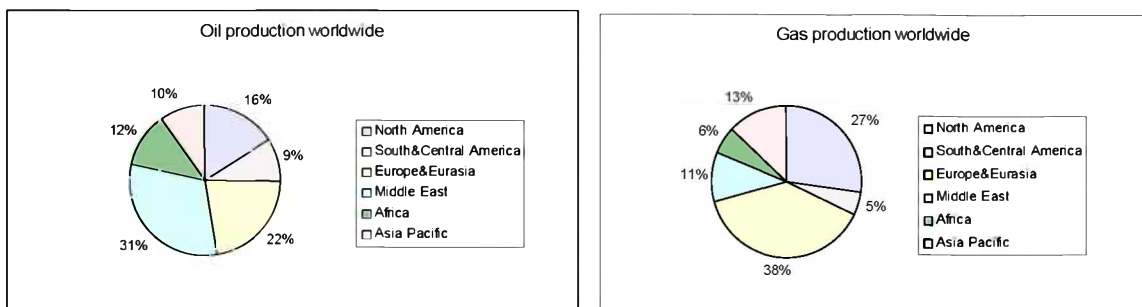 Oil production worldwide
10%
16%
12%
9%
31%
22%
North America
South&Central America
Europe&Eurasia
Middle East
Africa
Asia Pacific
Gas production worldwide
13%
27%
6%
11%
5%
38%
North America
South&Central America
Europe&Eurasia
Middle East
Africa
Asia Pacific